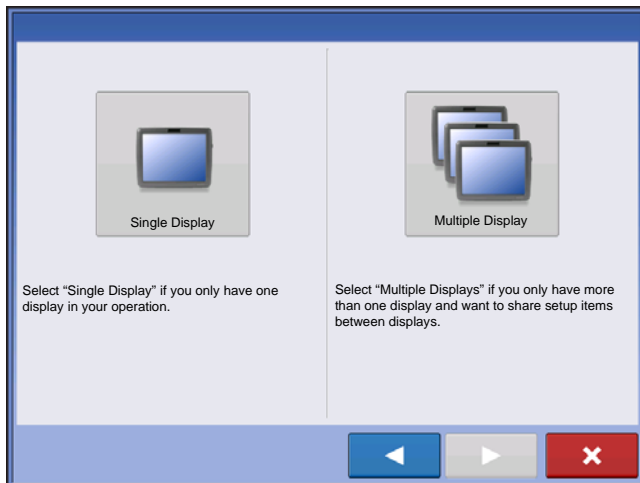 Single Display
Select “Single Display” if you only have one
display in your operation.
Multiple Display
Select “Multiple Displays” if you only have more
than one display and want to share setup items
between displays.